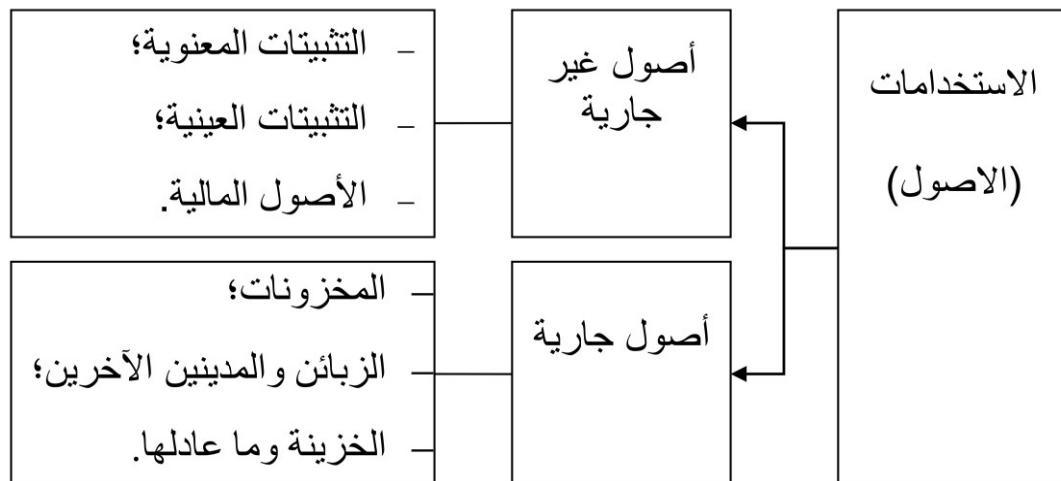 الاستخدامات
(الاصول)
أصول غير
جارية
– التثبيتات المعنوية؛
– التثبيتات العينية؛
– الأصول المالية.
أصول جارية
– المخزونات؛
– الزبائن والمدينين الآخرين؛
– الخزينة وما عادلها.